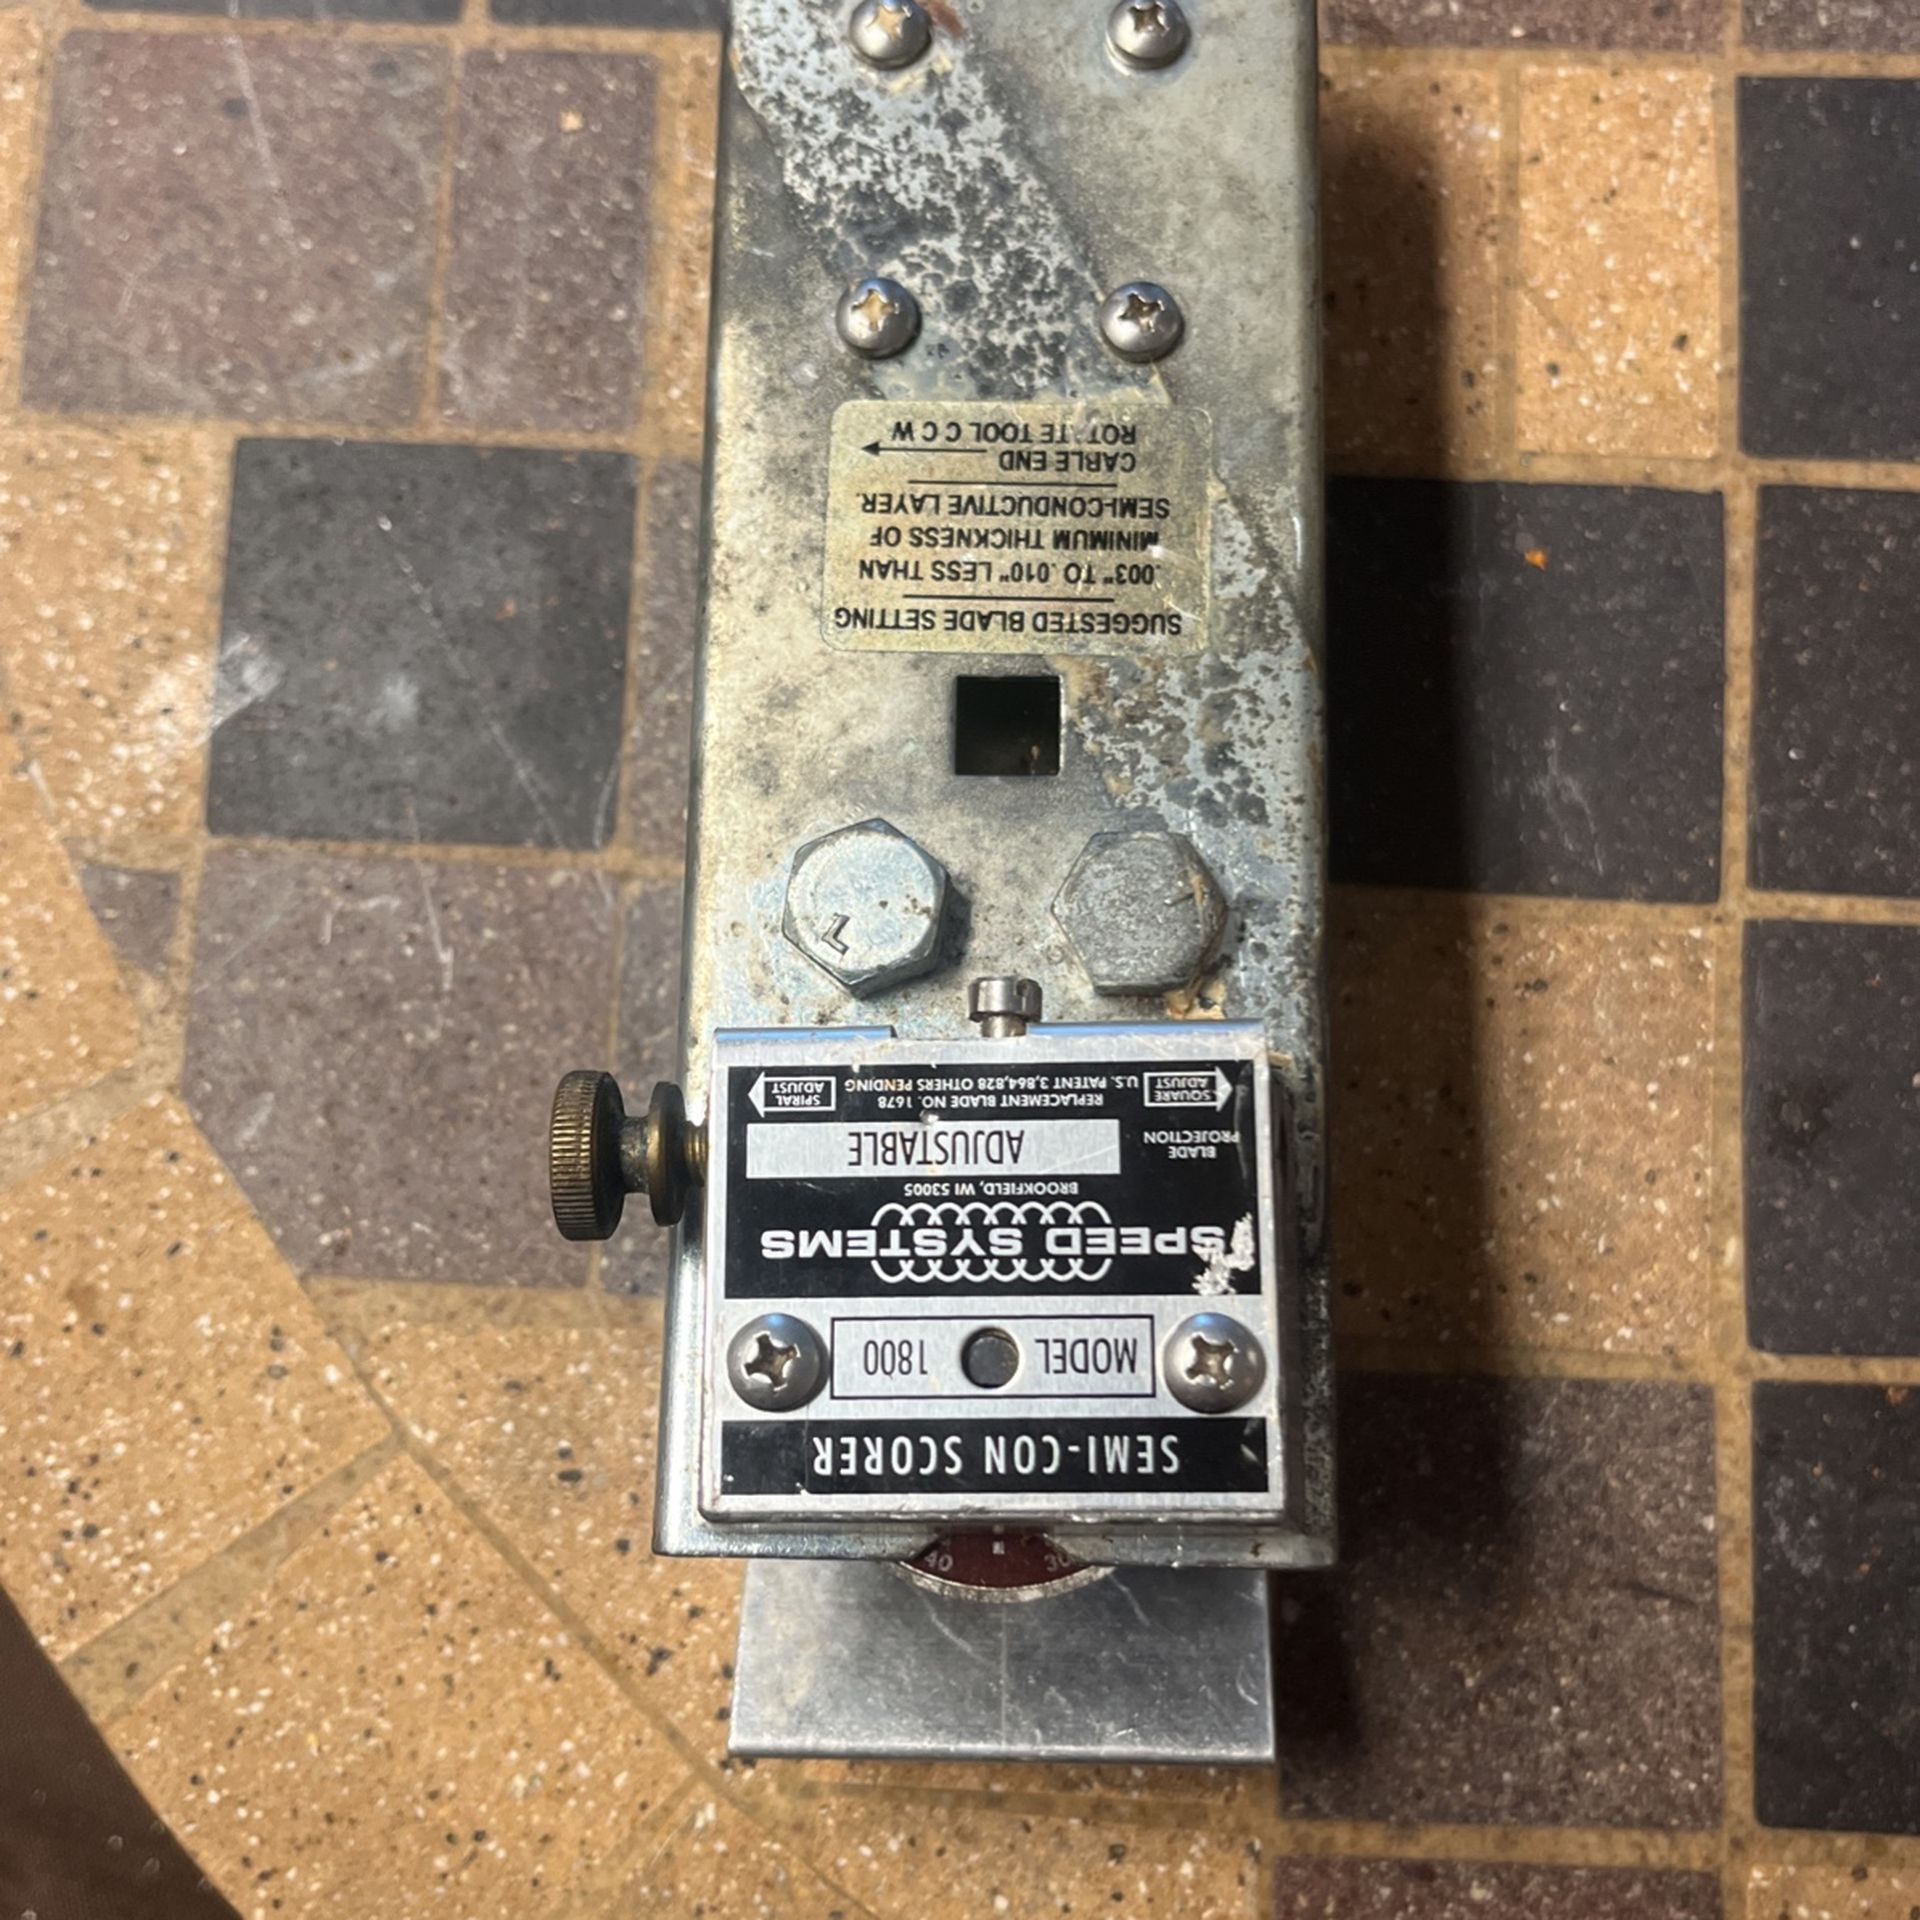 SEMI-CON SCORER
MODEL 1800
SPEED SYSTEMS
BROOKFIELD, WI 53005
BLADE
PROJECTION
ADJUSTABLE
REPLACEMENT BLADE NO. 1678
U.S. PATENT 3,864,828 OTHERS PENDING
SQUARE
ADJUST
SPIRAL
ADJUST
SUGGESTED BLADE SETTING
.003" TO .010" LESS THAN
MINIMUM THICKNESS OF
SEMI-CONDUCTIVE LAYER.
CABLE END
ROTATE TOOL C C W
40
30